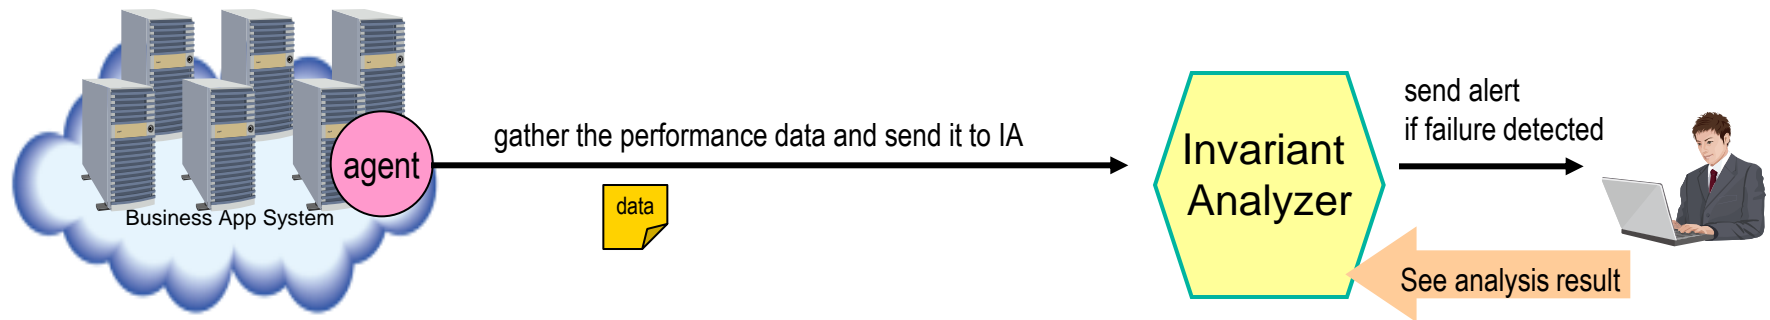 Business App System
agent
gather the performance data and send it to IA
data
Invariant
Analyzer
send alert
if failure detected
See analysis result